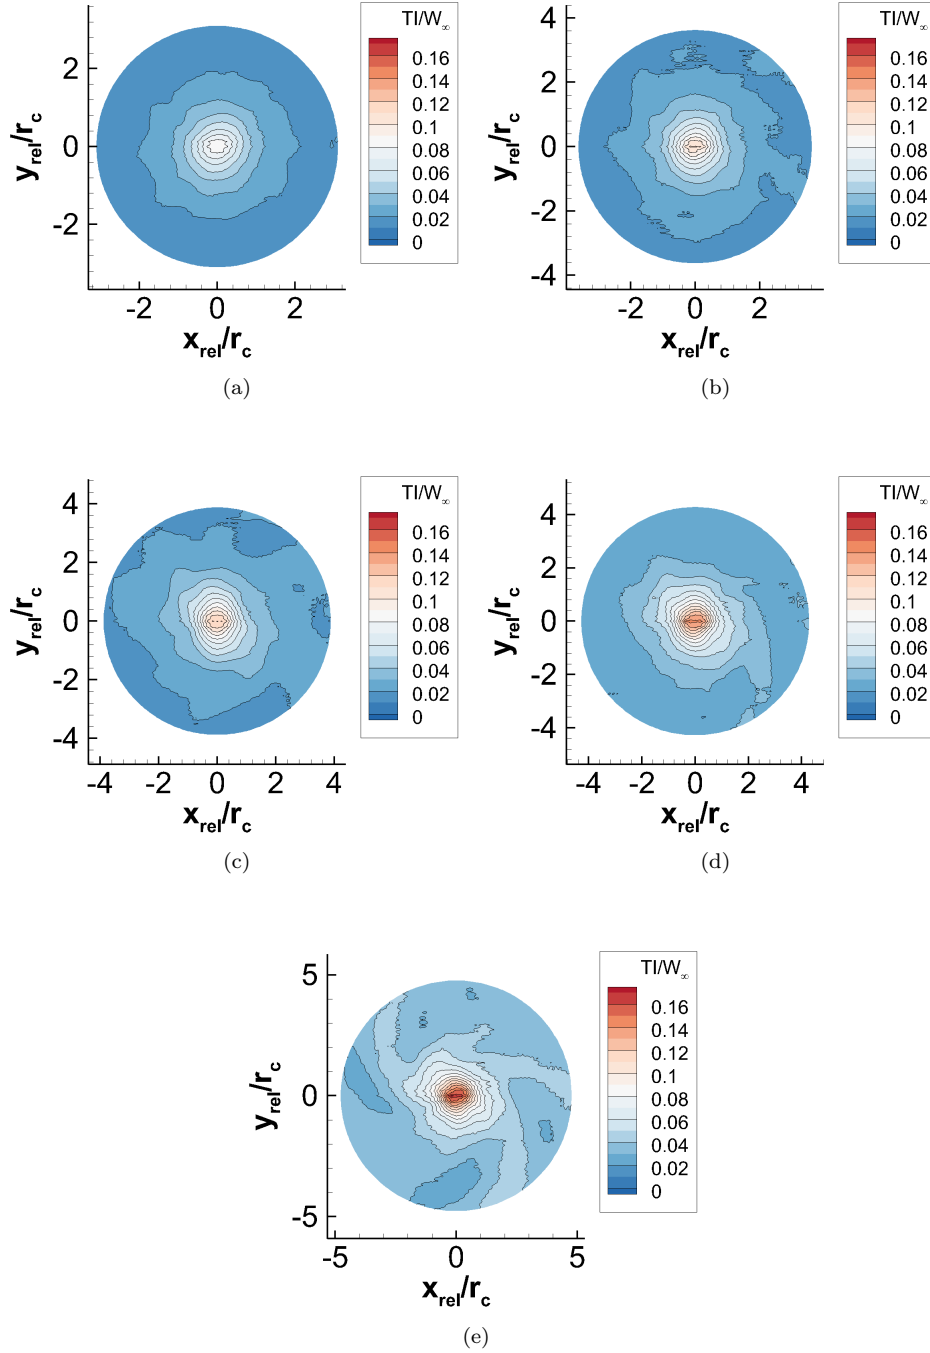 TI/W∞
0.16
0.14
0.12
0.1
0.08
0.06
0.04
0.02
0
y_rel/r_c
2
0
-2
-2 0 2
x_rel/r_c
(a)
TI/W∞
0.16
0.14
0.12
0.1
0.08
0.06
0.04
0.02
0
y_rel/r_c
4
2
0
-2
-4
-2 0 2
x_rel/r_c
(b)
TI/W∞
0.16
0.14
0.12
0.1
0.08
0.06
0.04
0.02
0
y_rel/r_c
4
2
0
-2
-4
-4 -2 0 2 4
x_rel/r_c
(c)
TI/W∞
0.16
0.14
0.12
0.1
0.08
0.06
0.04
0.02
0
y_rel/r_c
4
2
0
-2
-4
-4 -2 0 2 4
x_rel/r_c
(d)
TI/W∞
0.16
0.14
0.12
0.1
0.08
0.06
0.04
0.02
0
y_rel/r_c
5
0
-5
-5 0 5
x_rel/r_c
(e)